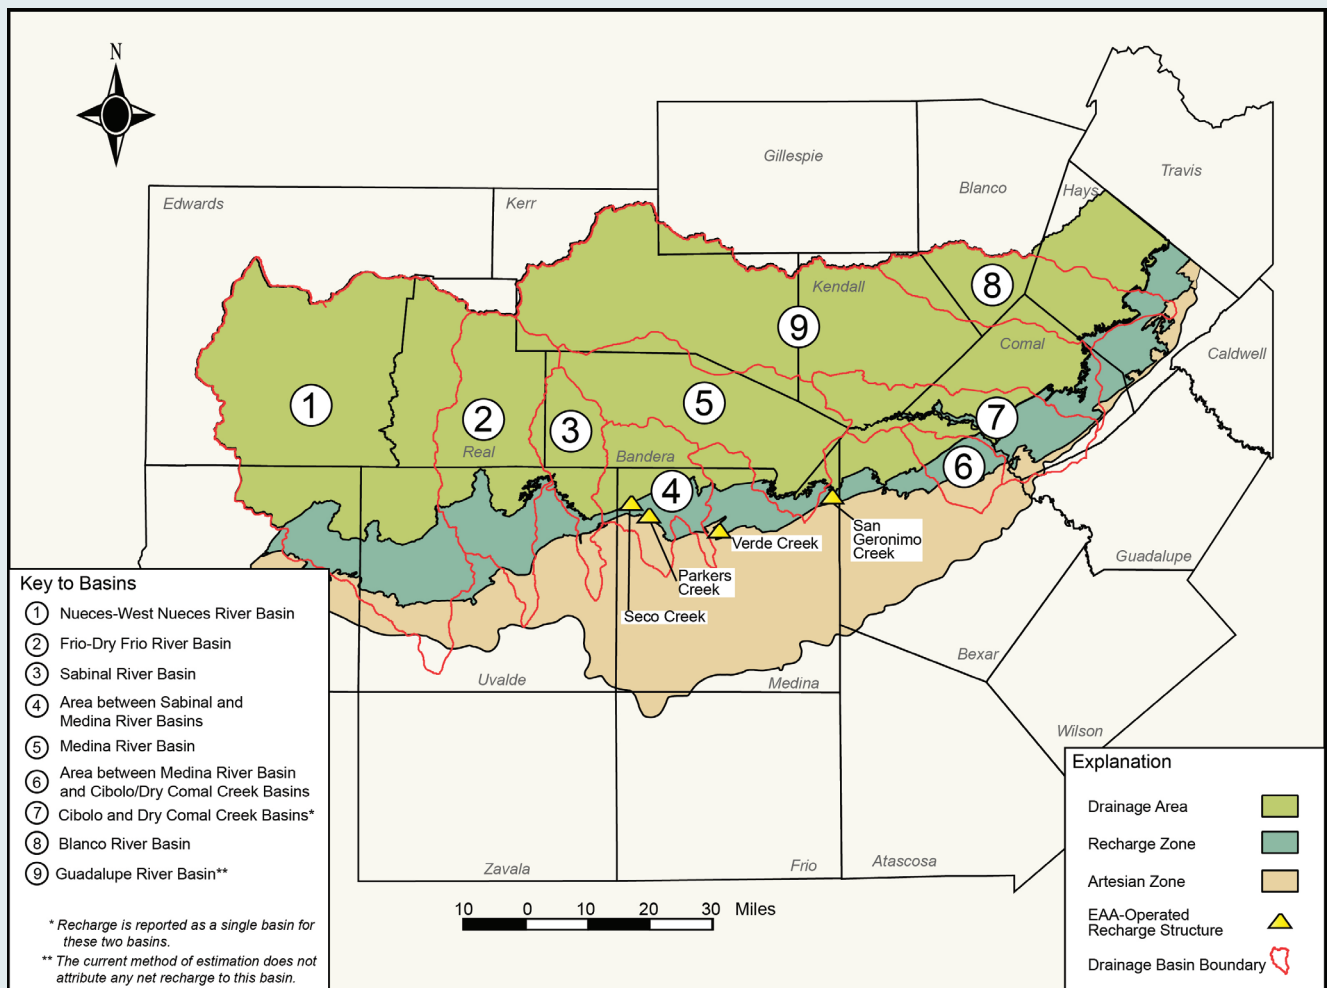 N
Gillespie
Travis
Blanco
Hays
Edwards
Kerr
8
Kendall
9
Comal
Caldwell
1
2
3
5
7
Real
Bandera
6
4
San
Geronimo
Creek
Verde Creek
Guadalupe
Parkers
Creek
Seco Creek
Bexar
Uvalde
Medina
Wilson
Zavala
Frio
Atascosa
10 0 10 20 30 Miles
Key to Basins
1 Nueces-West Nueces River Basin
2 Frio-Dry Frio River Basin
3 Sabinal River Basin
4 Area between Sabinal and
Medina River Basins
5 Medina River Basin
6 Area between Medina River Basin
and Cibolo/Dry Comal Creek Basins
7 Cibolo and Dry Comal Creek Basins*
8 Blanco River Basin
9 Guadalupe River Basin**
* Recharge is reported as a single basin for
these two basins.
** The current method of estimation does not
attribute any net recharge to this basin.
Explanation
Drainage Area
Recharge Zone
Artesian Zone
EAA-Operated
Recharge Structure
Drainage Basin Boundary